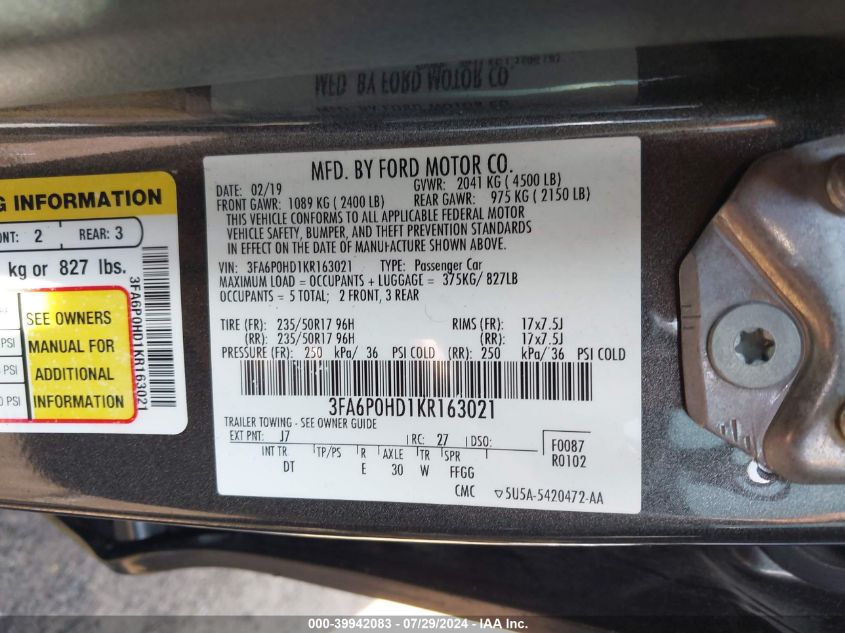 MFD. BY FORD MOTOR CO.
MFD. BY FORD MOTOR CO.
DATE: 02/19 GVWR: 2041 KG ( 4500 LB)
FRONT GAWR: 1089 KG ( 2400 LB) REAR GAWR: 975 KG ( 2150 LB)
THIS VEHICLE CONFORMS TO ALL APPLICABLE FEDERAL MOTOR
VEHICLE SAFETY, BUMPER, AND THEFT PREVENTION STANDARDS
IN EFFECT ON THE DATE OF MANUFACTURE SHOWN ABOVE.
VIN: 3FA6P0HD1KR163021 TYPE: Passenger Car
MAXIMUM LOAD = OCCUPANTS + LUGGAGE = 375KG/ 827LB
OCCUPANTS = 5 TOTAL; 2 FRONT, 3 REAR
TIRE (FR): 235/50R17 96H RIMS (FR): 17x7.5J
(RR): 235/50R17 96H (RR): 17x7.5J
PRESSURE (FR): 250 kPa/ 36 PSI COLD (RR): 250 kPa/ 36 PSI COLD
3FA6P0HD1KR163021
TRAILER TOWING - SEE OWNER GUIDE
EXT PNT: J7 RC: 27 DSO: F0087
R0102
INT TR TP/PS R AXLE TR SPR
DT E 30 W FFGG
CMC ▽5U5A-5420472-AA
G INFORMATION
NT: 2 REAR: 3
kg or 827 lbs.
SEE OWNERS
MANUAL FOR
ADDITIONAL
INFORMATION
PSI
PSI
0 PSI
3FA6P0HD1KR163021
000-39942083 - 07/29/2024 - IAAI.com